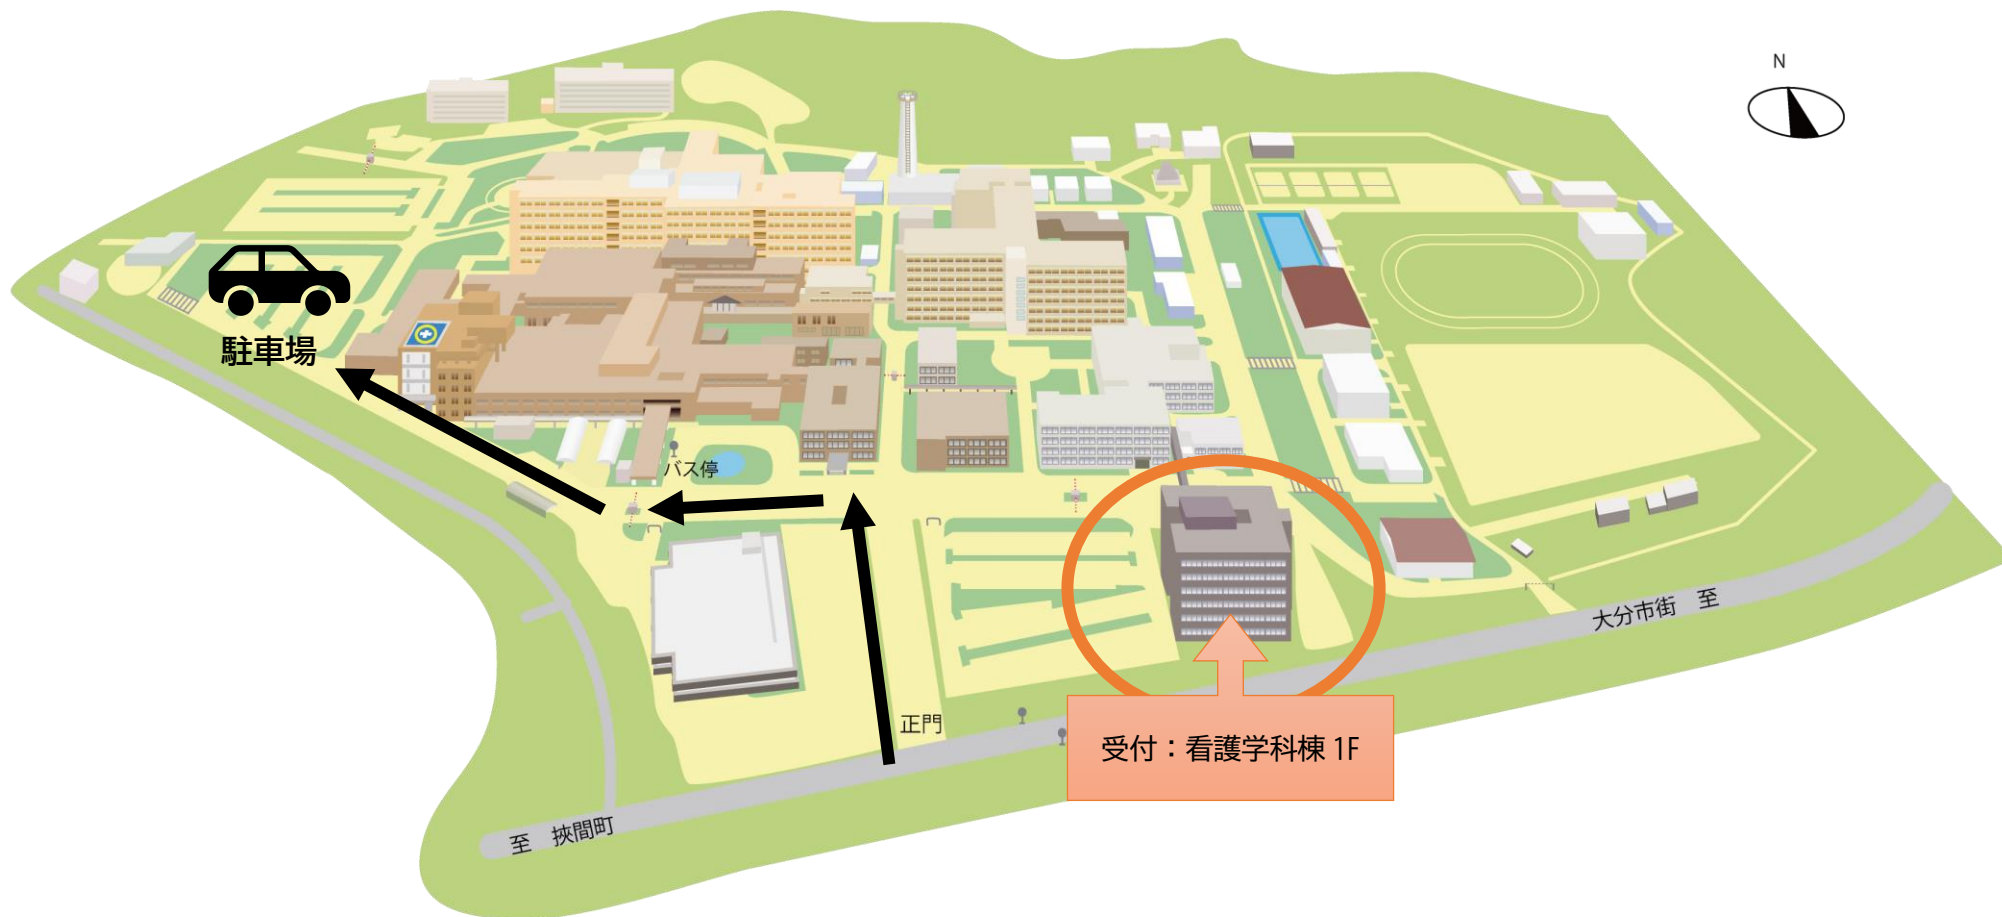 N
駐車場
バス停
正門
大分市街　至
受付：看護学科棟 1F
至　挾間町